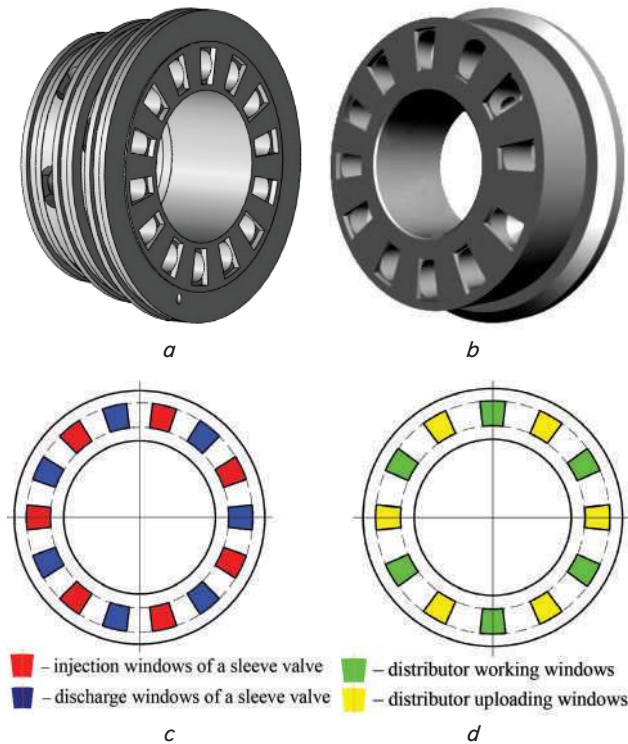 a
b
– injection windows of a sleeve valve
– discharge windows of a sleeve valve
– distributor working windows
– distributor uploading windows
c
d